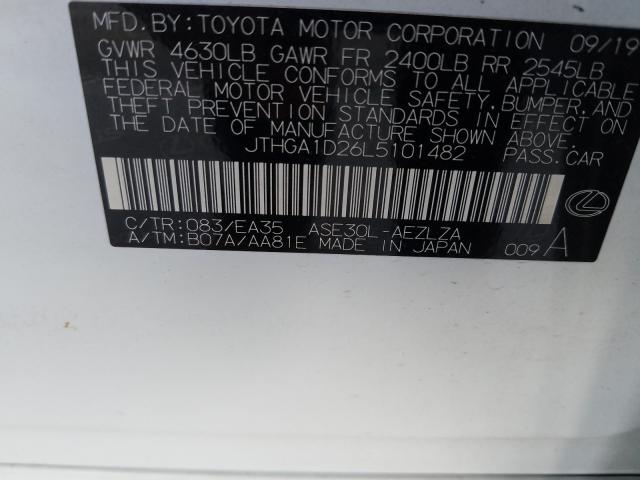 MFD.BY: TOYOTA MOTOR CORPORATION 09/19
GVWR 4630LB GAWR FR 2400LB RR 2545LB
THIS VEHICLE CONFORMS TO ALL APPLICABLE
FEDERAL MOTOR VEHICLE SAFETY, BUMPER, AND
THEFT PREVENTION STANDARDS IN EFFECT ON
THE DATE OF MANUFACTURE SHOWN ABOVE.
JTHGA1D26L5101482 PASS.CAR
C/TR: 083/EA35 ASE30L-AEZLZA
A/TM: B07A/AA81E MADE IN JAPAN 009 A